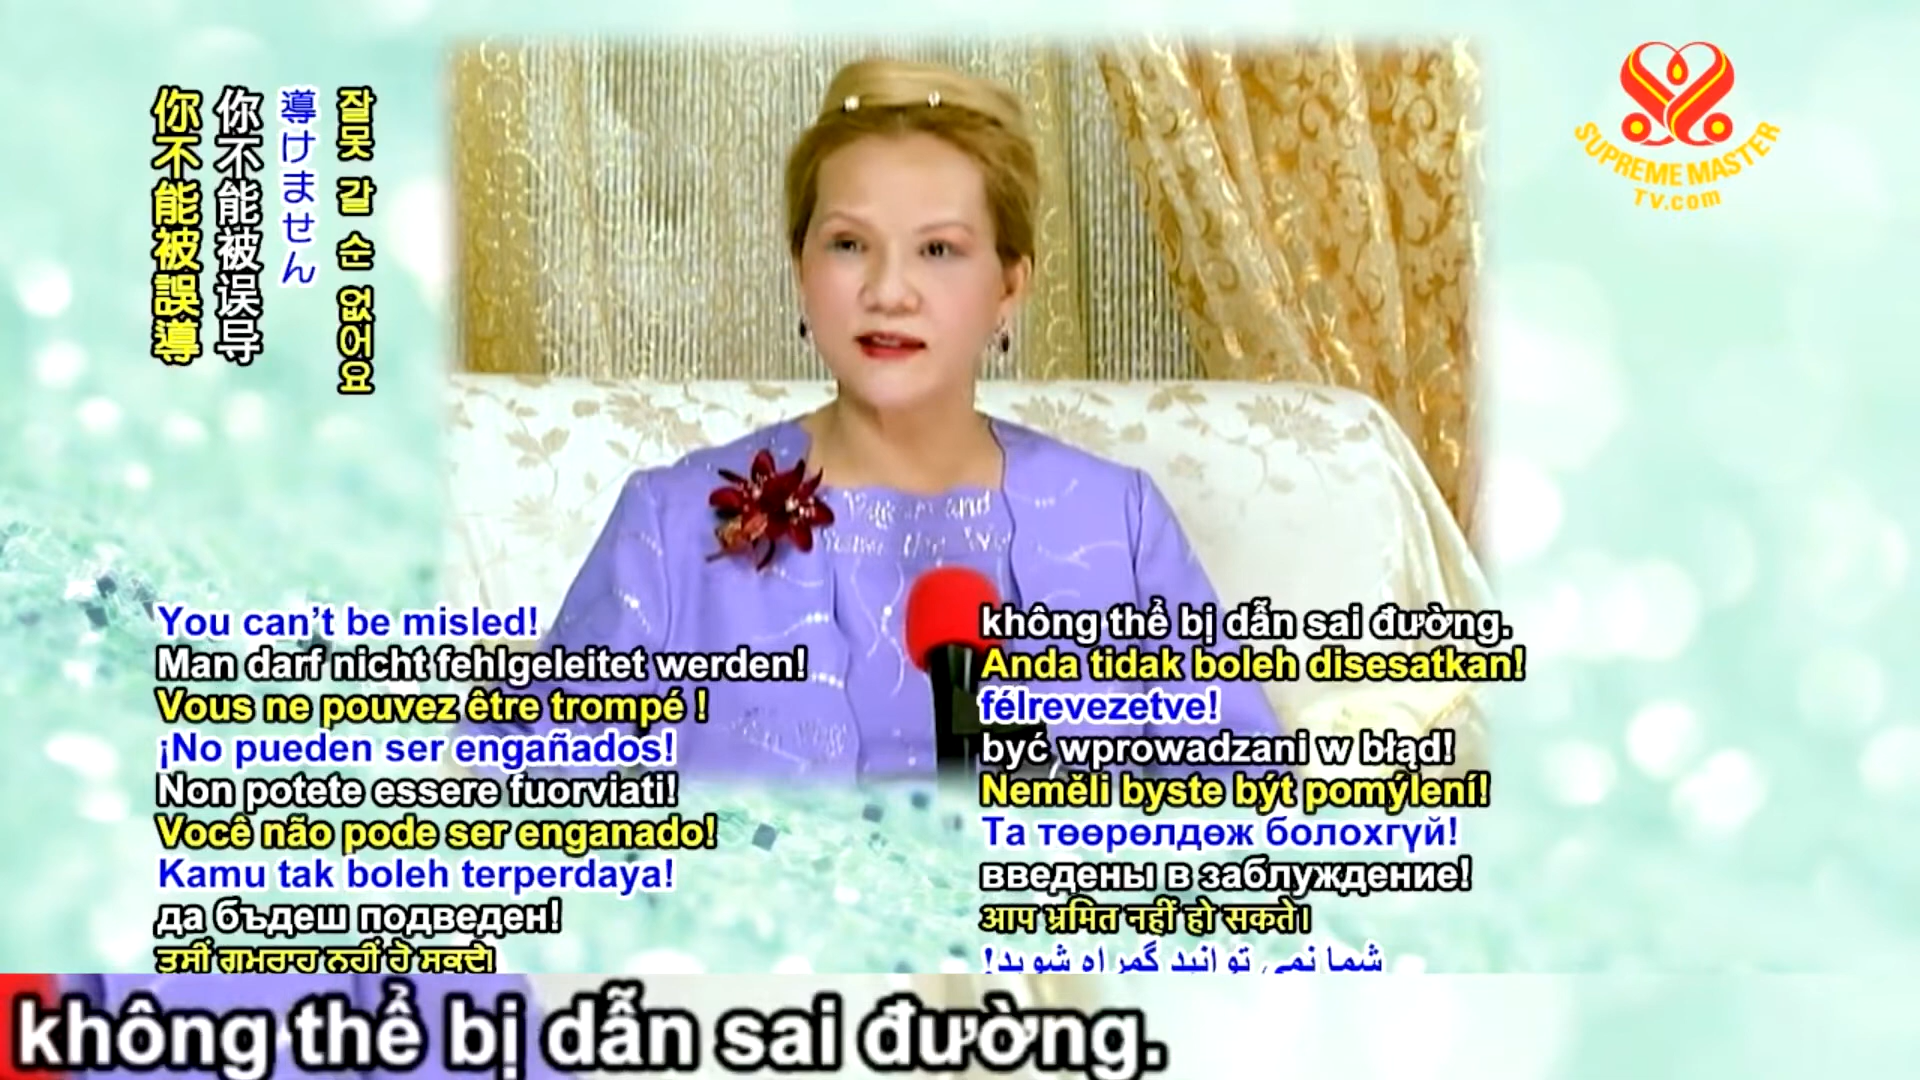 你不能被誤導
你不能被误导
導けません
잘못 갈 순 없어요
SUPREME MASTER
TV.com
You can't be misled!
Man darf nicht fehlgeleitet werden!
Vous ne pouvez être trompé !
¡No pueden ser engañados!
Non potete essere fuorviati!
Você não pode ser enganado!
Kamu tak boleh terperdaya!
да бъдеш подведен!
ਤੁਸੀਂ ਗੁਮਰਾਹ ਨਹੀਂ ਹੋ ਸਕਦੇ।
không thể bị dẫn sai đường.
Anda tidak boleh disesatkan!
félrevezetve!
być wprowadzani w błąd!
Neměli byste být pomýlení!
Та төөрөлдөж болохгүй!
введены в заблуждение!
आप भ्रमित नहीं हो सकते।
شما نمی توانید گمراه شوید!
không thể bị dẫn sai đường.